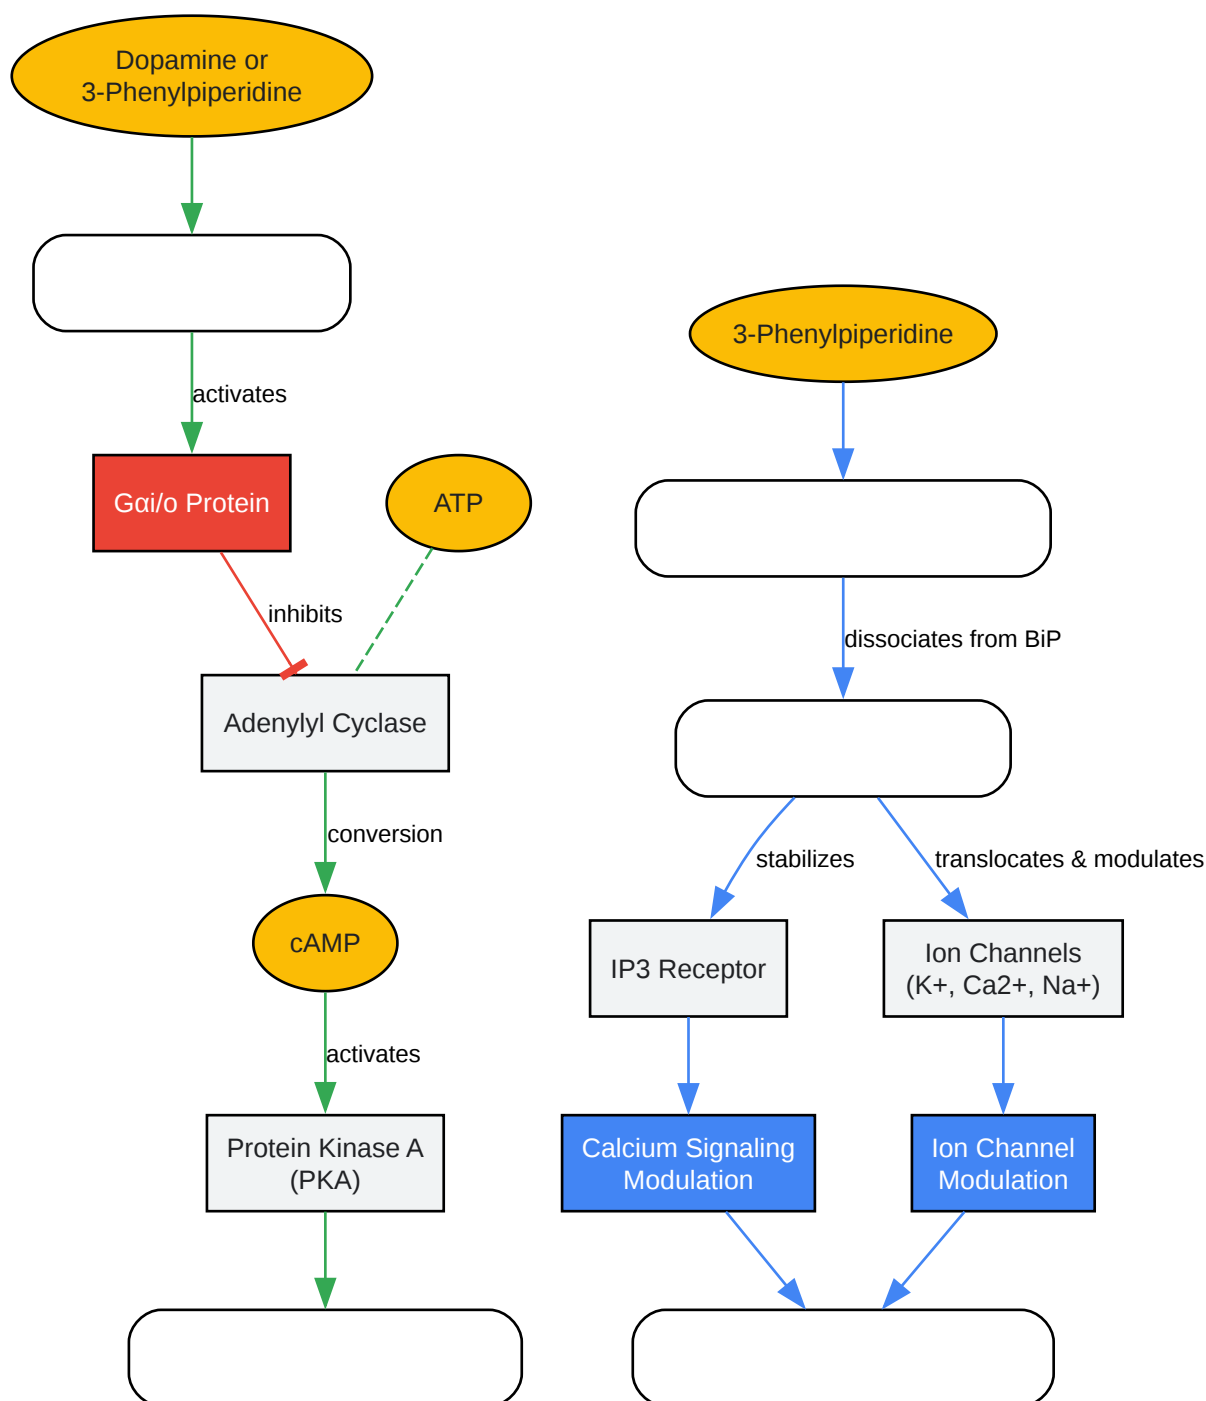 Dopamine or
3-Phenylpiperidine
activates
Gαi/o Protein
ATP
inhibits
Adenylyl Cyclase
conversion
cAMP
activates
Protein Kinase A
(PKA)
3-Phenylpiperidine
dissociates from BiP
stabilizes
translocates & modulates
IP3 Receptor
Ion Channels
(K+, Ca2+, Na+)
Calcium Signaling
Modulation
Ion Channel
Modulation